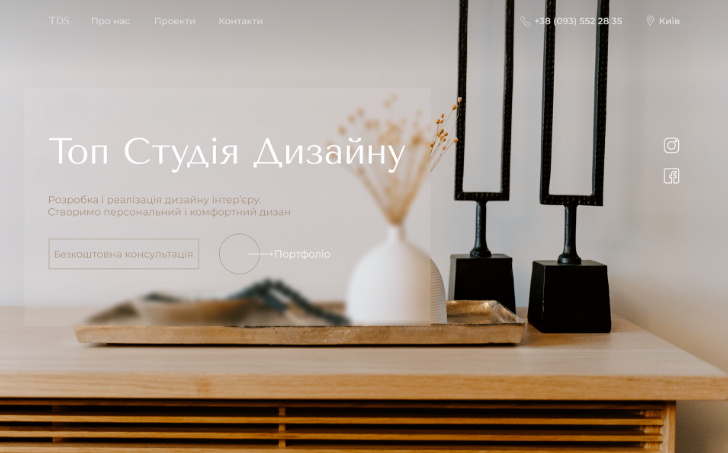 TDS
Про нас
Проекти
Контакти
+38 (093) 552 28 35
Київ
Топ Студія Дизайну
Розробка і реалізація дизайну інтер'єру.
Створимо персональний і комфортний дизан
Безкоштовна консультація
Портфоліо